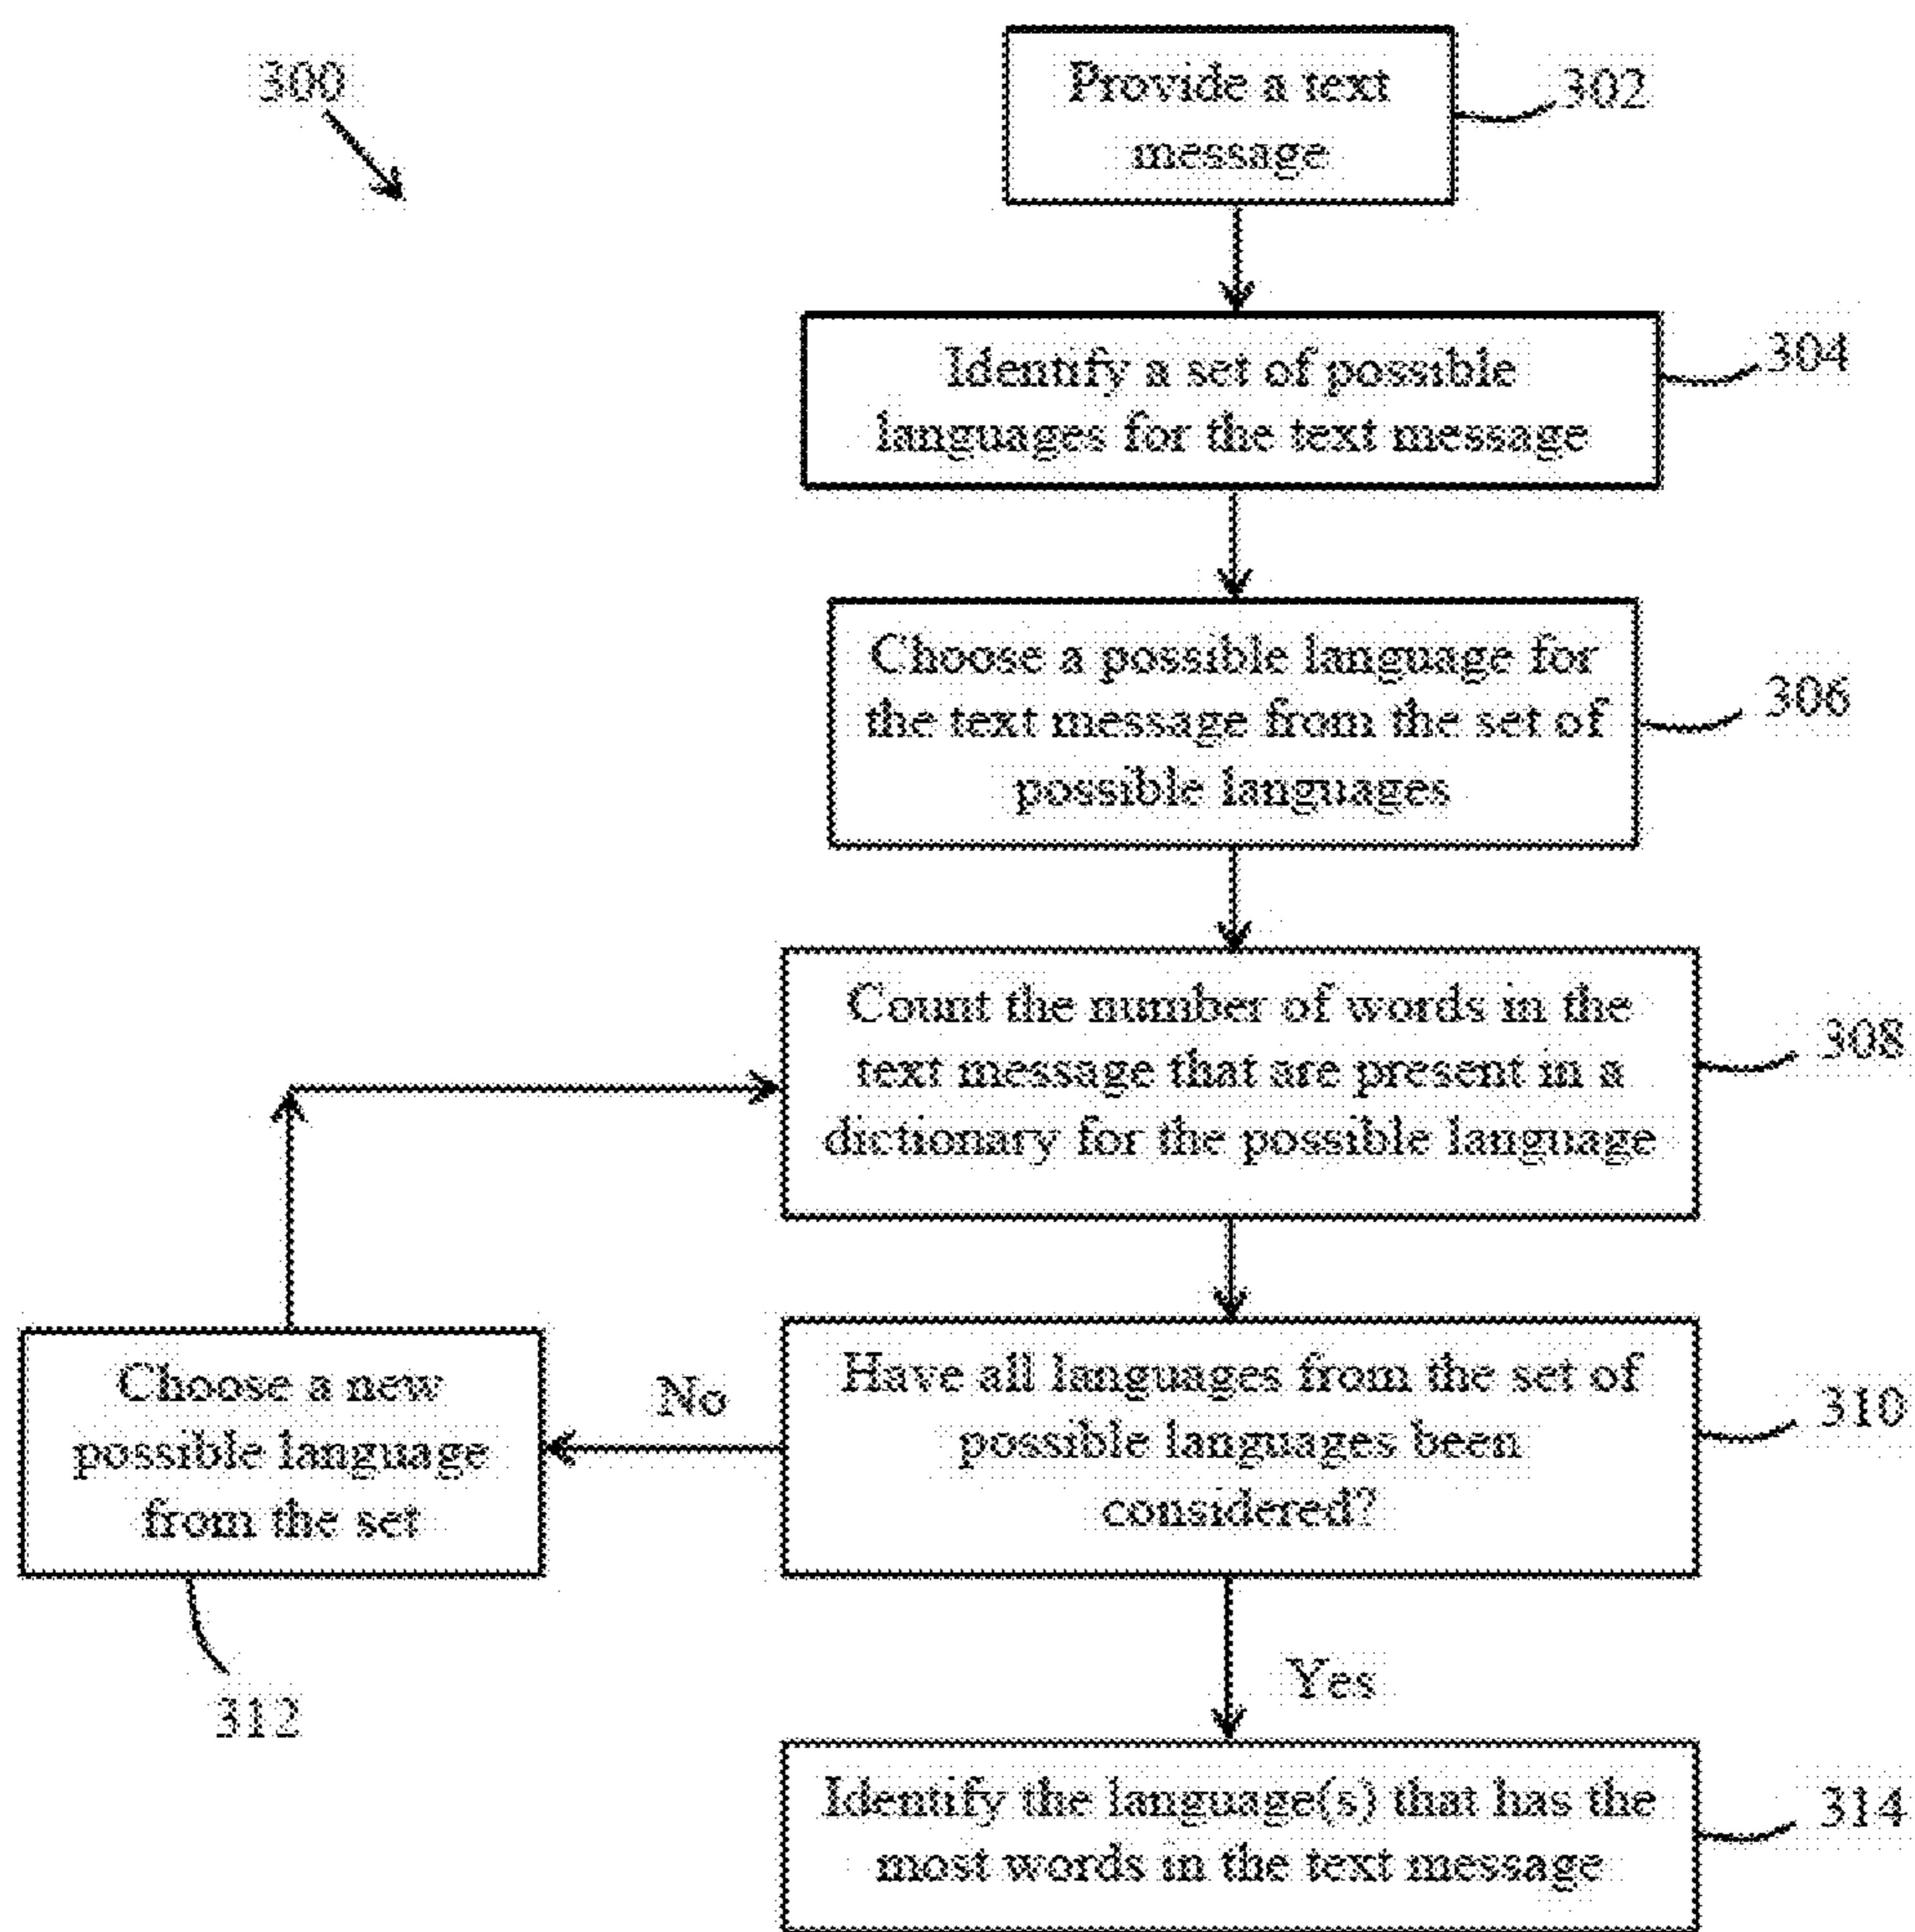 300
Provide a text
message
302
Identify a set of possible
languages for the text message
304
Choose a possible language for
the text message from the set of
possible languages
306
Count the number of words in the
text message that are present in a
dictionary for the possible language
308
Have all languages from the set of
possible languages been
considered?
310
No
Choose a new
possible language
from the set
312
Yes
Identify the language(s) that has the
most words in the text message
314